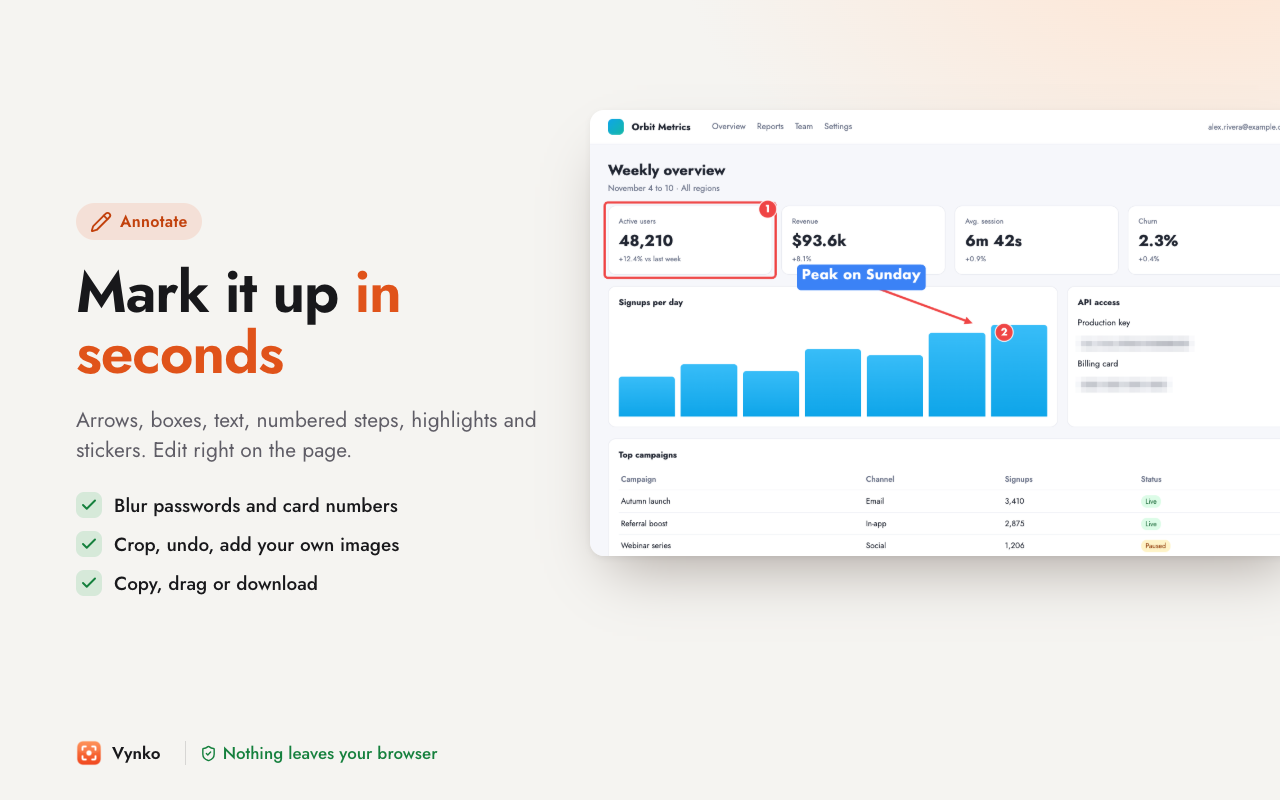 Annotate
Mark it up in
seconds
Arrows, boxes, text, numbered steps, highlights and
stickers. Edit right on the page.
Blur passwords and card numbers
Crop, undo, add your own images
Copy, drag or download
Vynko
Nothing leaves your browser
Orbit Metrics Overview Reports Team Settings
alex.rivera@example.c
Weekly overview
November 4 to 10 · All regions
1
Active users
48,210
+12.4% vs last week
Revenue
$93.6k
+8.1%
Avg. session
6m 42s
+0.9%
Churn
2.3%
+0.4%
Peak on Sunday
Signups per day
2
API access
Production key
Billing card
Top campaigns
Campaign Channel Signups Status
Autumn launch Email 3,410 Live
Referral boost In-app 2,875 Live
Webinar series Social 1,206 Paused